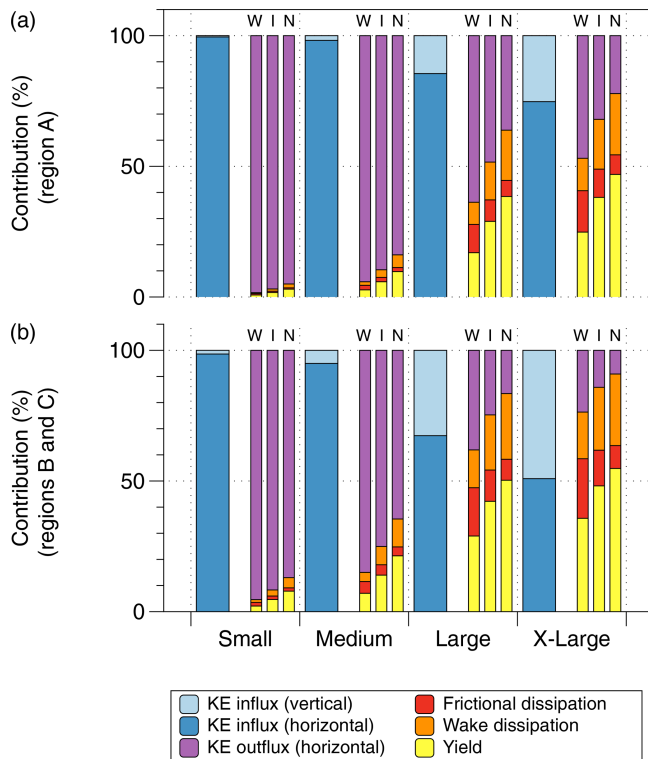 (a)
W I N W I N W I N W I N
100
50
0
Contribution (%)
(region A)
(b)
W I N W I N W I N W I N
100
50
0
Contribution (%)
(regions B and C)
Small Medium Large X-Large
KE influx (vertical) Frictional dissipation
KE influx (horizontal) Wake dissipation
KE outflux (horizontal) Yield